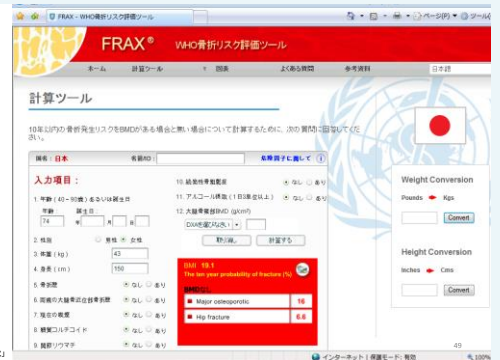 FRAX - WHO骨折リスク評価ツール
ページ(P)
ツール(
FRAX® WHO骨折リスク評価ツール
ホーム 計算ツール 図表 よくある質問 参考資料 日本語
計算ツール
10年以内の骨折発生リスクをBMDがある場合と無い場合について計算するために、次の質問に回答してくだ
さい。
国名：日本 名前/ID： 危険因子に関して
入力項目：
1. 年齢（40－90歳）あるいは誕生日
年齢： 誕生日：
74 年 月 日
2. 性別 男性 女性
3. 体重 (kg) 43
4. 身長 (cm) 150
5. 骨折歴 なし あり
6. 両親の大腿骨近位部骨折歴 なし あり
7. 現在の喫煙 なし あり
8. 糖質コルチコイド なし あり
9. 関節リウマチ なし あり
10. 続発性骨粗鬆症 なし あり
11. アルコール摂取（1日3単位以上） なし あり
12. 大腿骨頸部BMD (g/cm²)
取り消し 計算する
BMI 19.1
The ten year probability of fracture (%)
BMDなし
Major osteoporotic 16
Hip fracture 6.6
Weight Conversion
Pounds Kgs
Convert
Height Conversion
Inches Cms
Convert
49
インターネット | 保護モード: 有効 100%